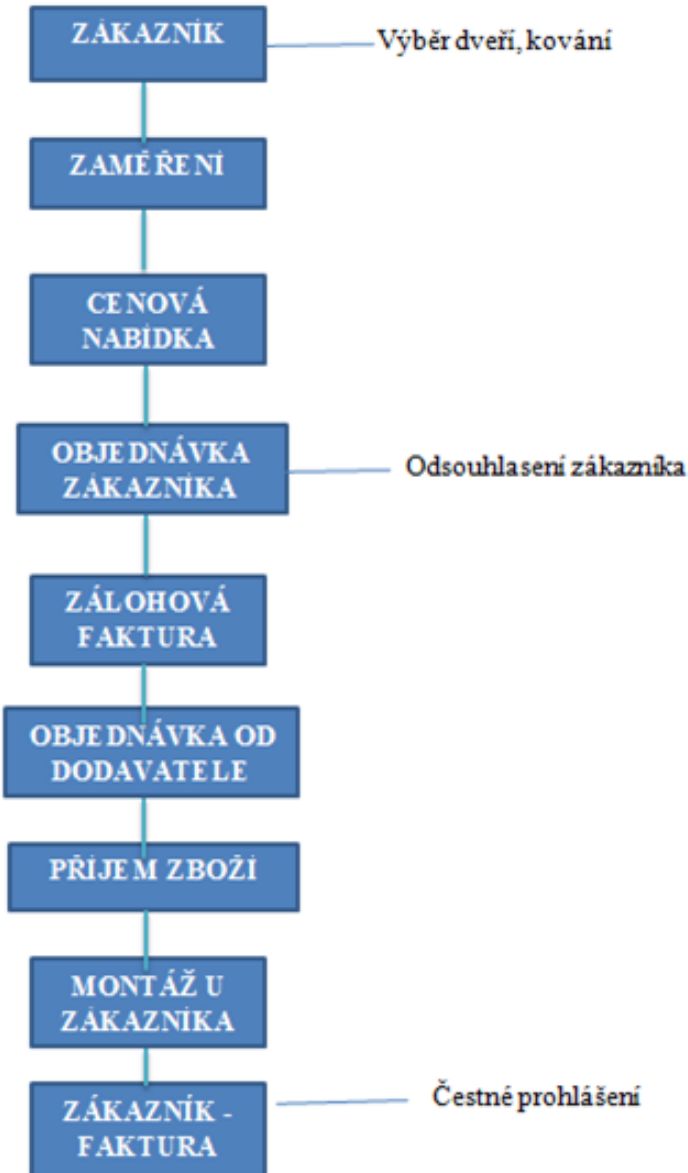 ZÁKAZNÍK
Výběr dveří, kování
ZAMĚŘENÍ
CENOVÁ
NABÍDKA
OBJEDNÁVKA
ZÁKAZNÍKA
Odsouhlasení zákazníka
ZÁLOHOVÁ
FAKTURA
OBJEDNÁVKA OD
DODAVATELE
PŘÍJEM ZBOŽÍ
MONTÁŽ U
ZÁKAZNÍKA
ZÁKAZNÍK -
FAKTURA
Čestné prohlášení